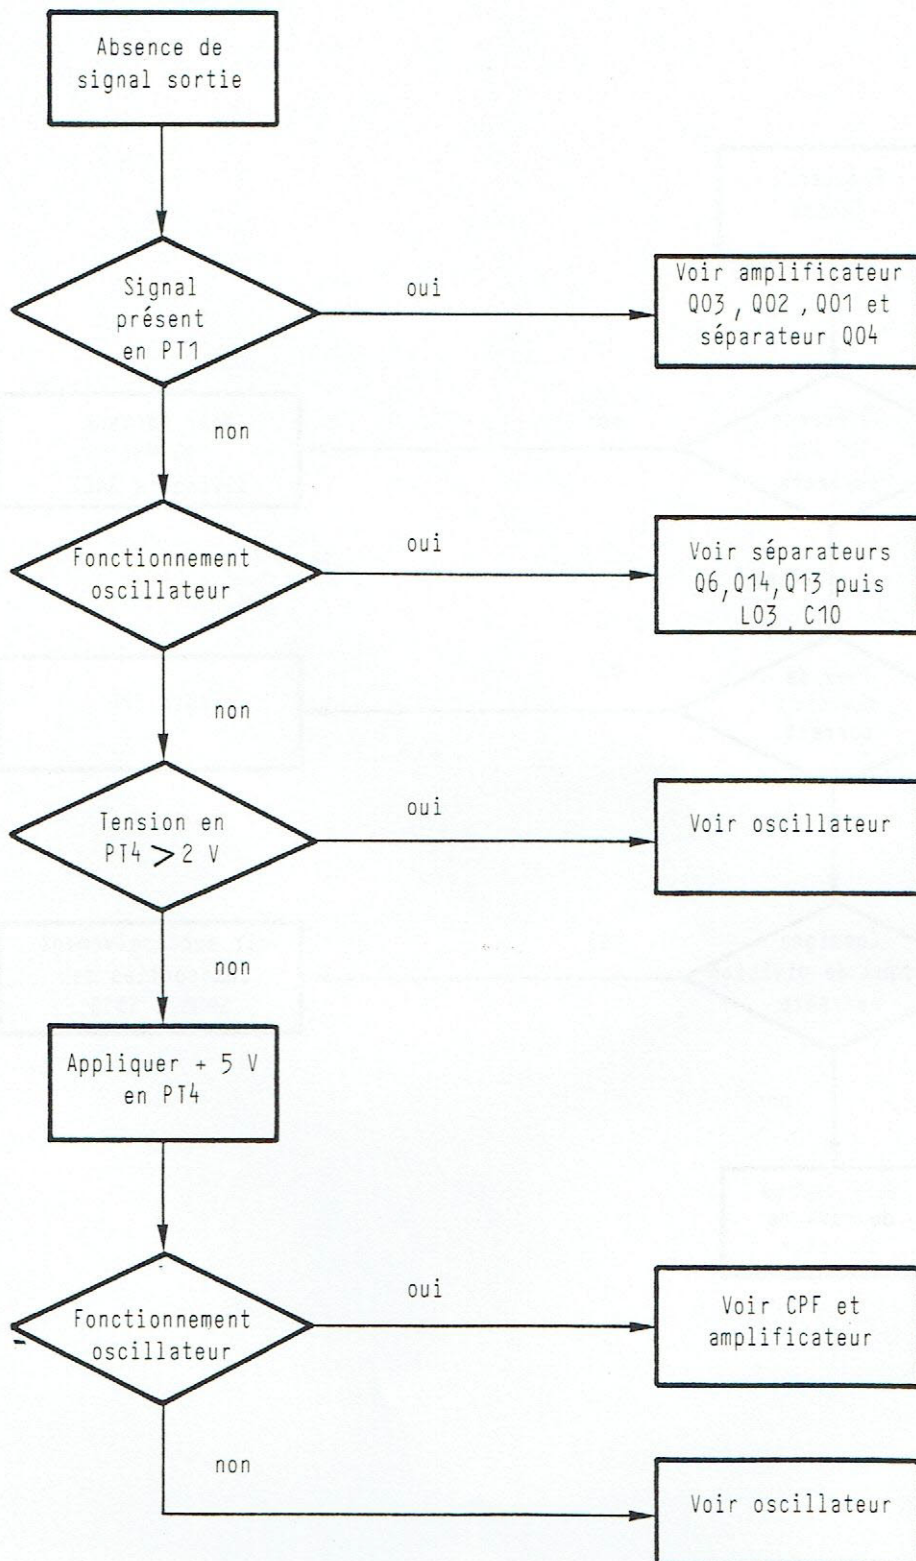 Absence de
signal sortie
Signal
présent
en PT1
oui
Voir amplificateur
Q03 , Q02 , Q01 et
séparateur Q04
non
Fonctionnement
oscillateur
oui
Voir séparateurs
Q6,Q14,Q13 puis
L03 , C10
non
Tension en
PT4 > 2 V
oui
Voir oscillateur
non
Appliquer + 5 V
en PT4
Fonctionnement
oscillateur
oui
Voir CPF et
amplificateur
non
Voir oscillateur